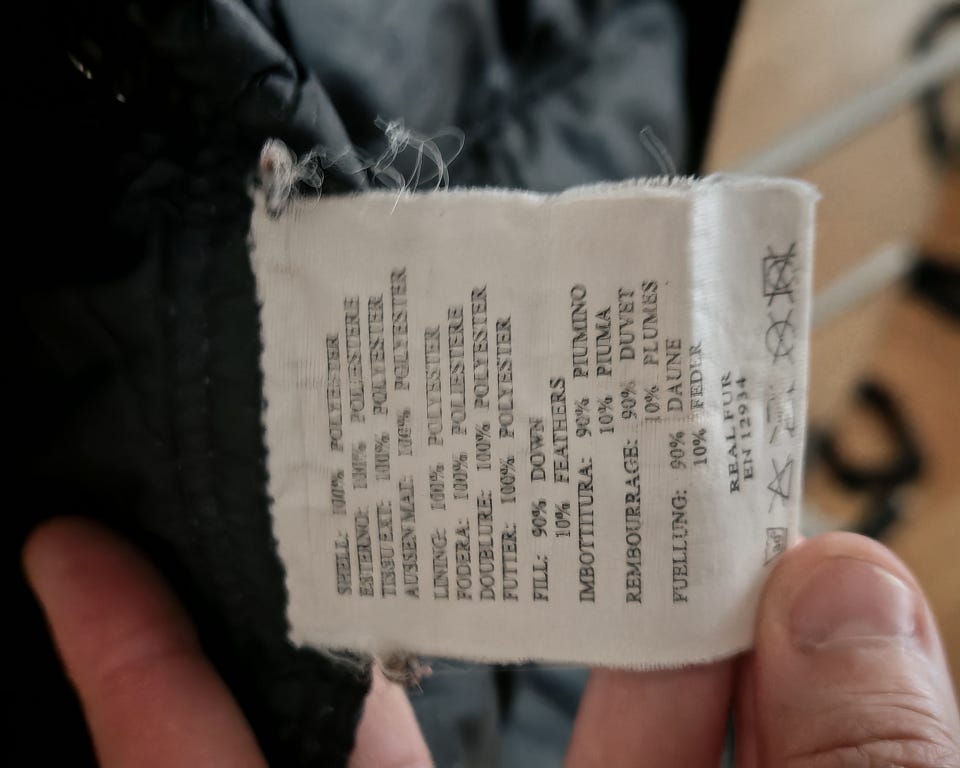 SHELL: 100% POLYESTER
ESTERNO: 100% POLIESTERE
TISSU EXT: 100% POLYESTER
AUSSEN MAT: 100% POLYESTER
LINING: 100% POLYESTER
FODERA: 100% POLIESTERE
DOUBLURE: 100% POLYESTER
FUTTER: 100% POLYESTER
FILL: 90% DOWN
10% FEATHERS
IMBOTTITURA: 90% PIUMINO
10% PIUMA
REMBOURRAGE: 90% DUVET
10% PLUMES
FUELLUNG: 90% DAUNE
10% FEDER
REAL FUR
EN 12934